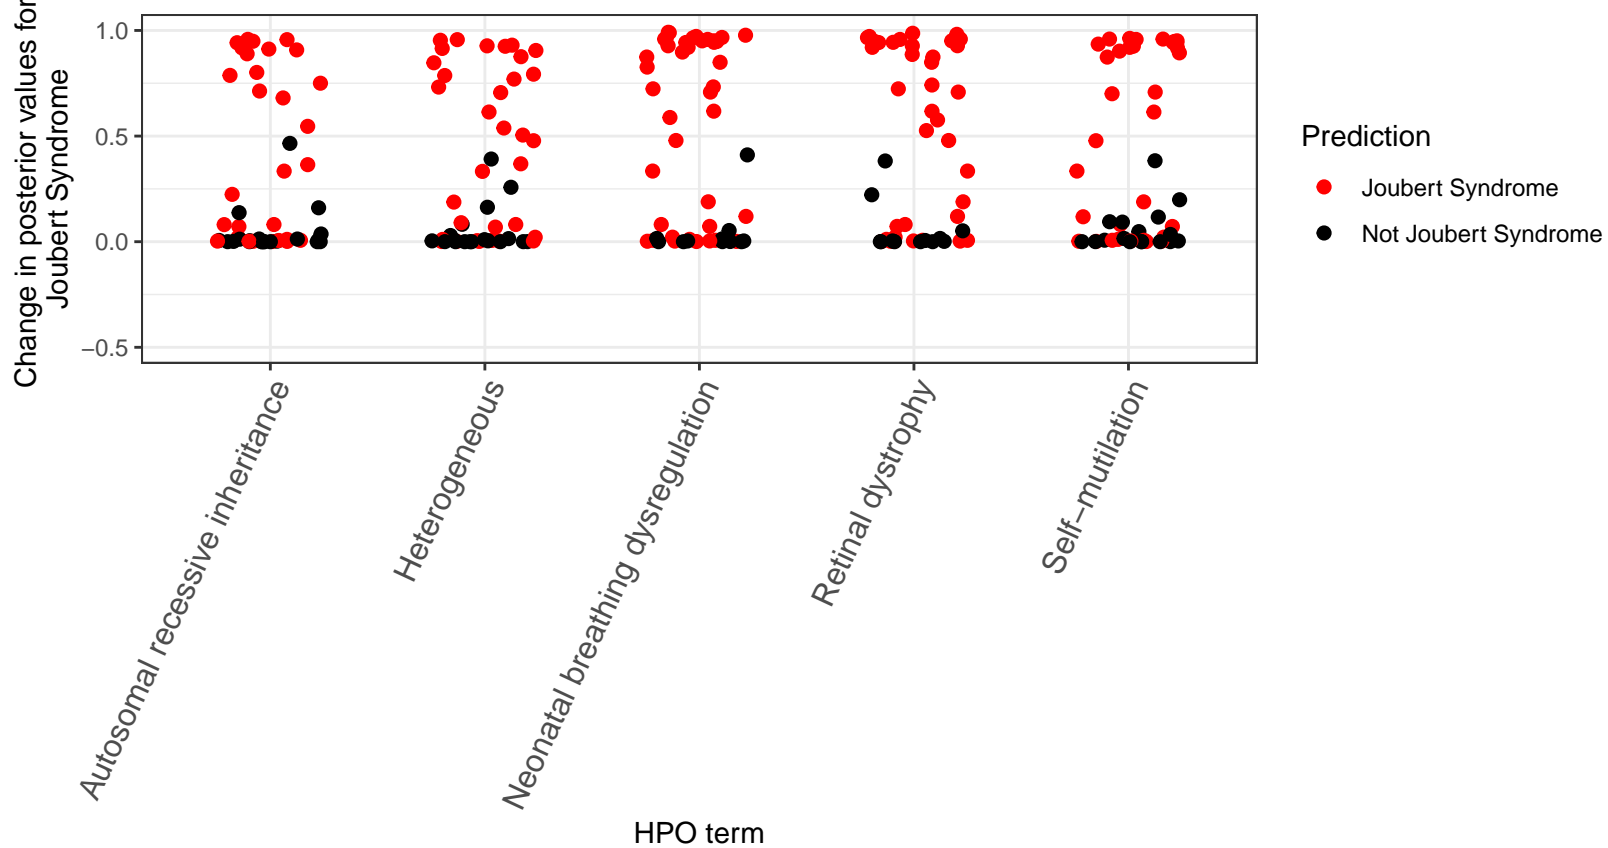 Change in posterior values for
Joubert Syndrome
1.0
0.5
0.0
−0.5
Autosomal recessive inheritance
Heterogeneous
Neonatal breathing dysregulation
Retinal dystrophy
Self−mutilation
HPO term
Prediction
Joubert Syndrome
Not Joubert Syndrome